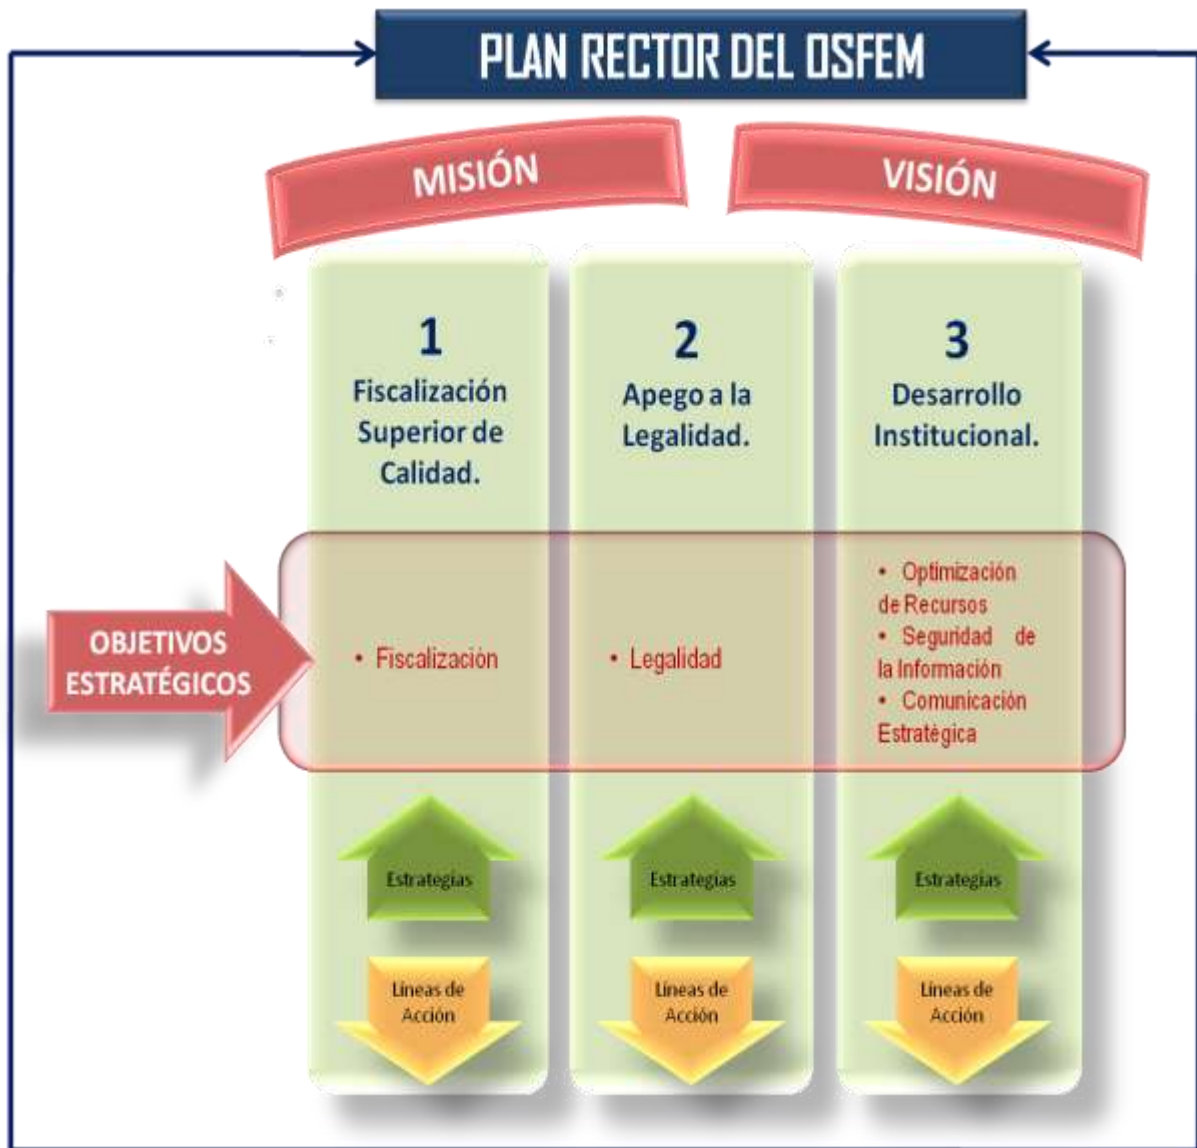 PLAN RECTOR DEL OSFEM
MISIÓN
VISIÓN
1
Fiscalización
Superior de
Calidad.
2
Apego a la
Legalidad.
3
Desarrollo
Institucional.
OBJETIVOS
ESTRATÉGICOS
• Fiscalización
• Legalidad
• Optimización
de Recursos
• Seguridad de
la Información
• Comunicación
Estratégica
Estrategias
Estrategias
Estrategias
Líneas de
Acción
Líneas de
Acción
Líneas de
Acción